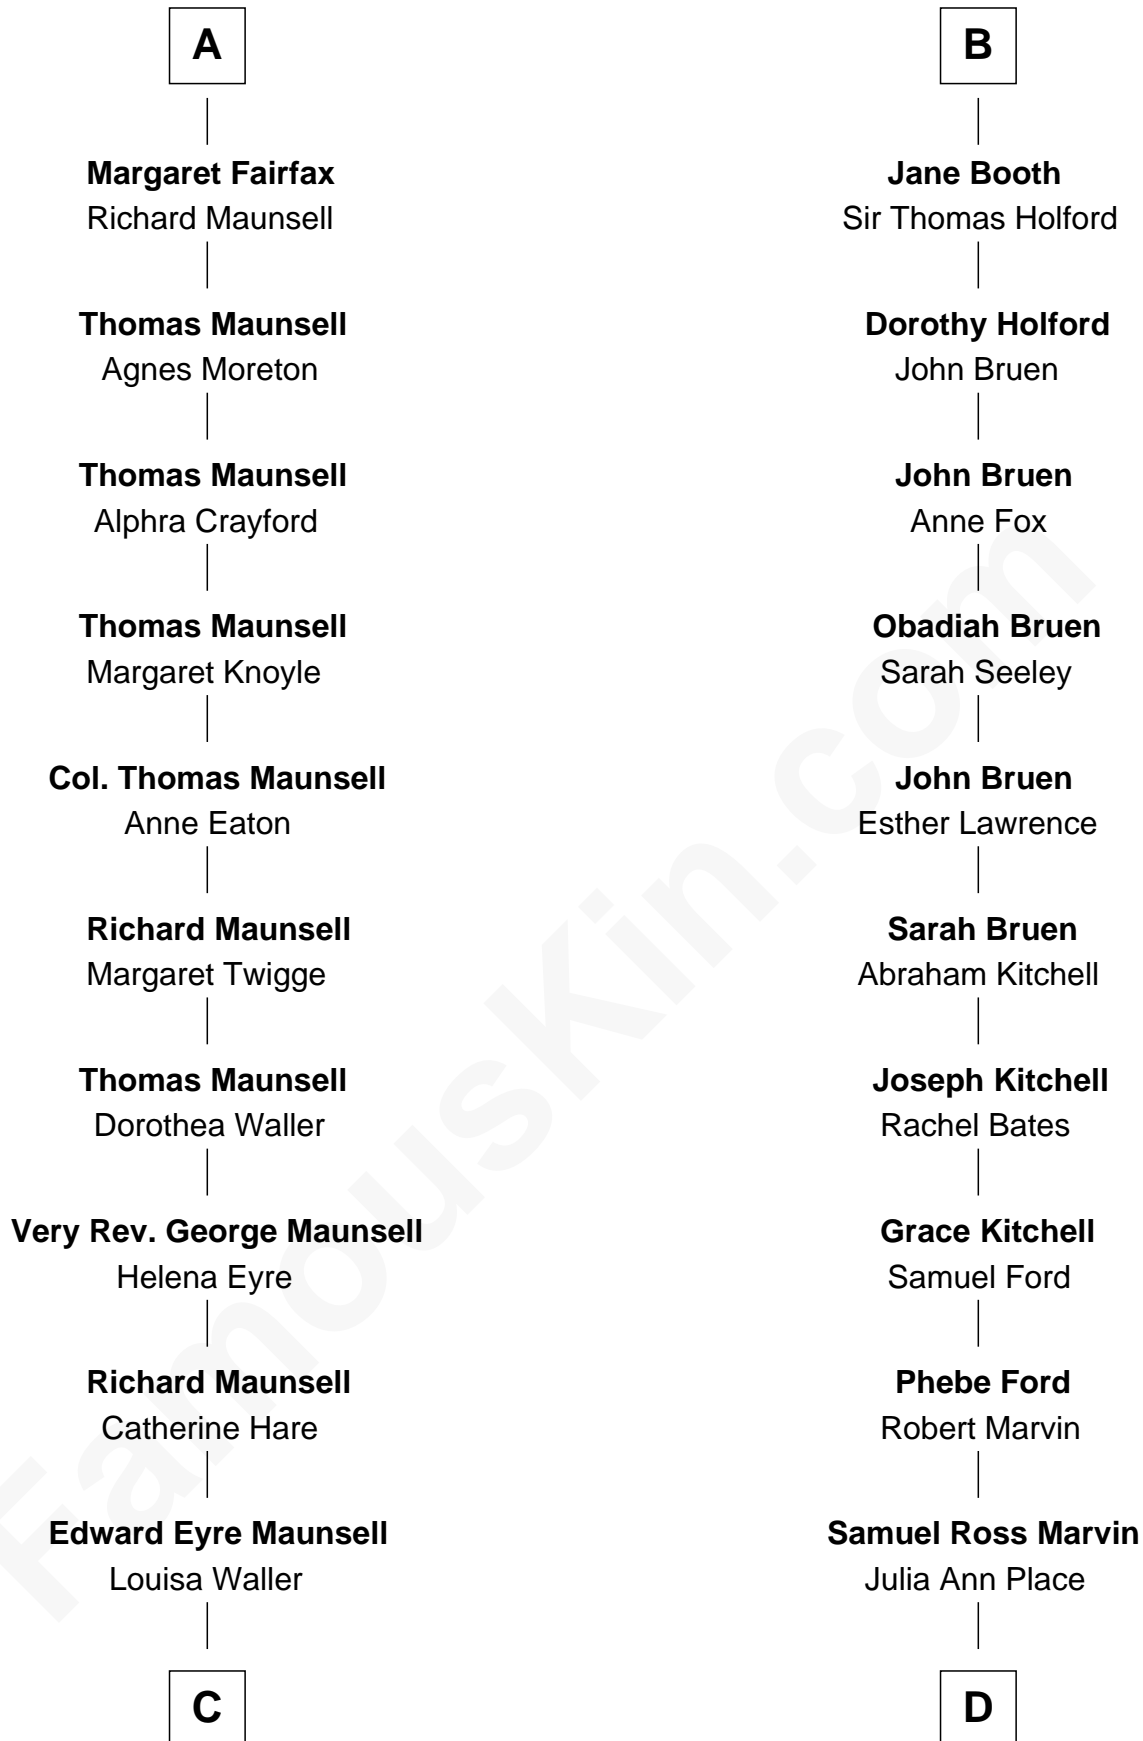 A
Margaret Fairfax
Richard Maunsell
Thomas Maunsell
Agnes Moreton
Thomas Maunsell
Alphra Crayford
Thomas Maunsell
Margaret Knoyle
Col. Thomas Maunsell
Anne Eaton
Richard Maunsell
Margaret Twigge
Thomas Maunsell
Dorothea Waller
Very Rev. George Maunsell
Helena Eyre
Richard Maunsell
Catherine Hare
Edward Eyre Maunsell
Louisa Waller
C
B
Jane Booth
Sir Thomas Holford
Dorothy Holford
John Bruen
John Bruen
Anne Fox
Obadiah Bruen
Sarah Seeley
John Bruen
Esther Lawrence
Sarah Bruen
Abraham Kitchell
Joseph Kitchell
Rachel Bates
Grace Kitchell
Samuel Ford
Phebe Ford
Robert Marvin
Samuel Ross Marvin
Julia Ann Place
D
FamousKin.com